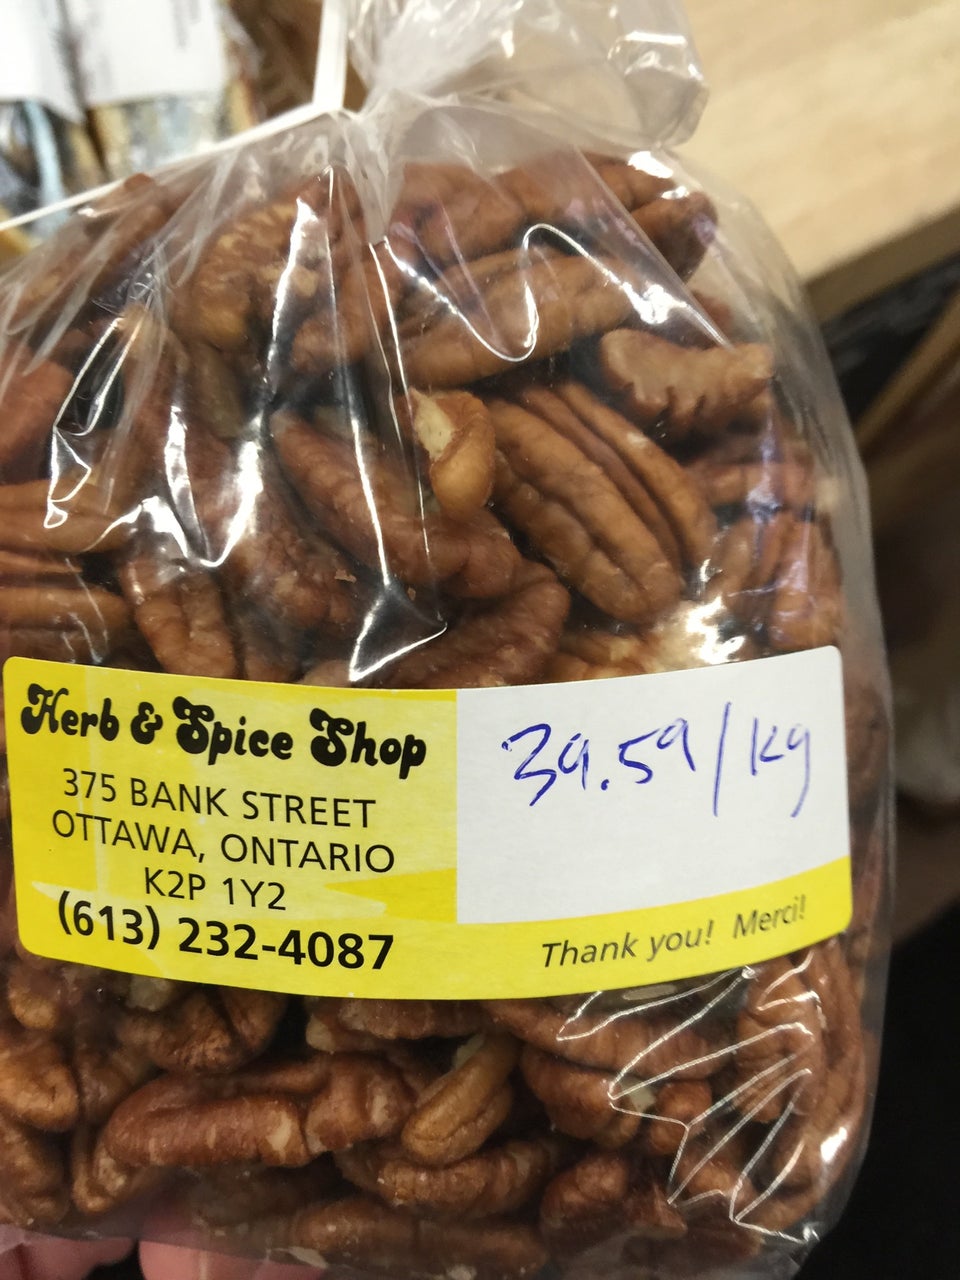 Herb & Spice Shop
375 BANK STREET
OTTAWA, ONTARIO
K2P 1Y2
(613) 232-4087
39.59/kg
Thank you! Merci!